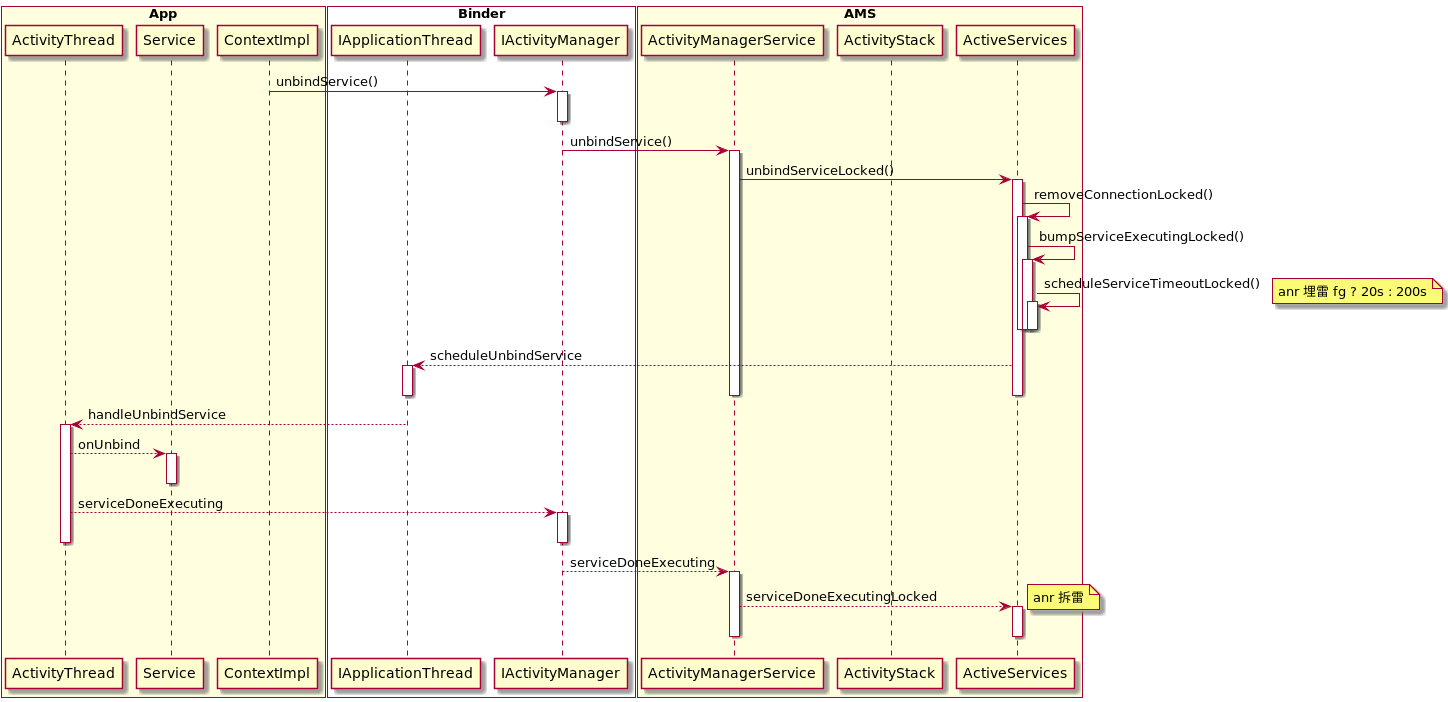 App
Binder
AMS
ActivityThread
Service
ContextImpl
IApplicationThread
IActivityManager
ActivityManagerService
ActivityStack
ActiveServices
unbindService()
unbindService()
unbindServiceLocked()
removeConnectionLocked()
bumpServiceExecutingLocked()
scheduleServiceTimeoutLocked()
anr 埋雷 fg ? 20s : 200s
scheduleUnbindService
handleUnbindService
onUnbind
serviceDoneExecuting
serviceDoneExecuting
serviceDoneExecutingLocked
anr 拆雷
ActivityThread
Service
ContextImpl
IApplicationThread
IActivityManager
ActivityManagerService
ActivityStack
ActiveServices